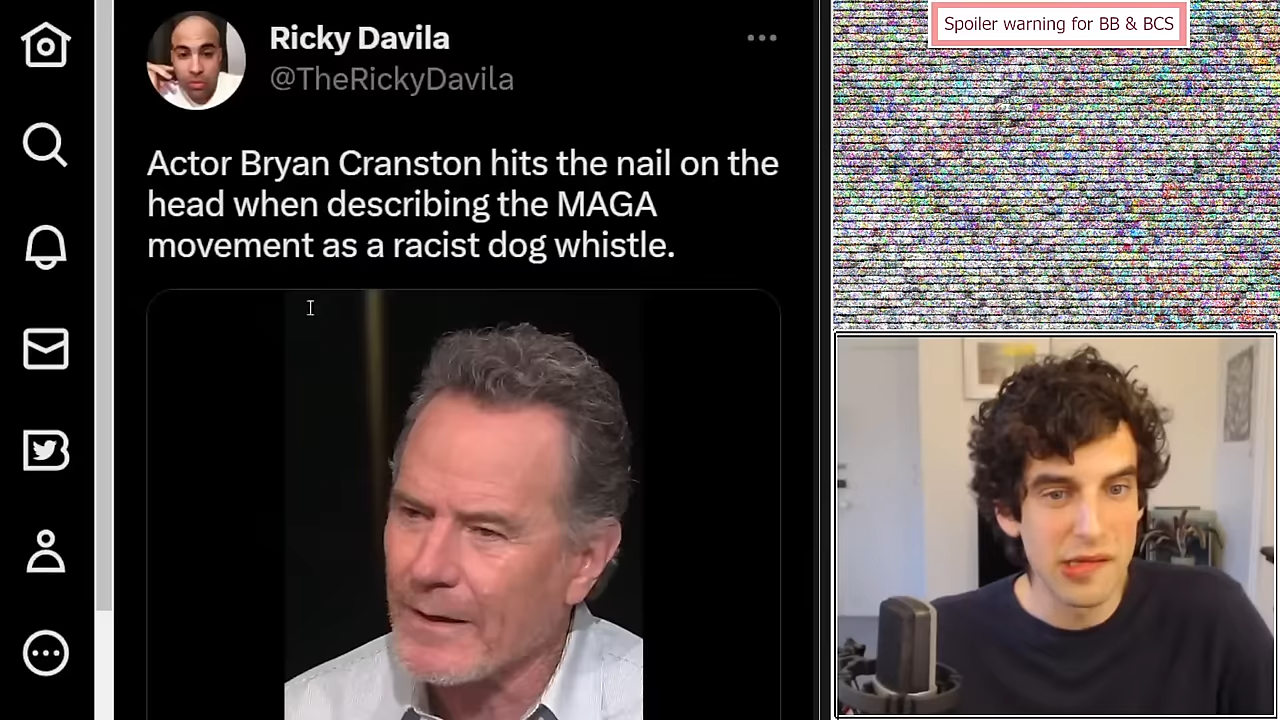 Ricky Davila
@TheRickyDavila
Actor Bryan Cranston hits the nail on the
head when describing the MAGA
movement as a racist dog whistle.
Spoiler warning for BB & BCS